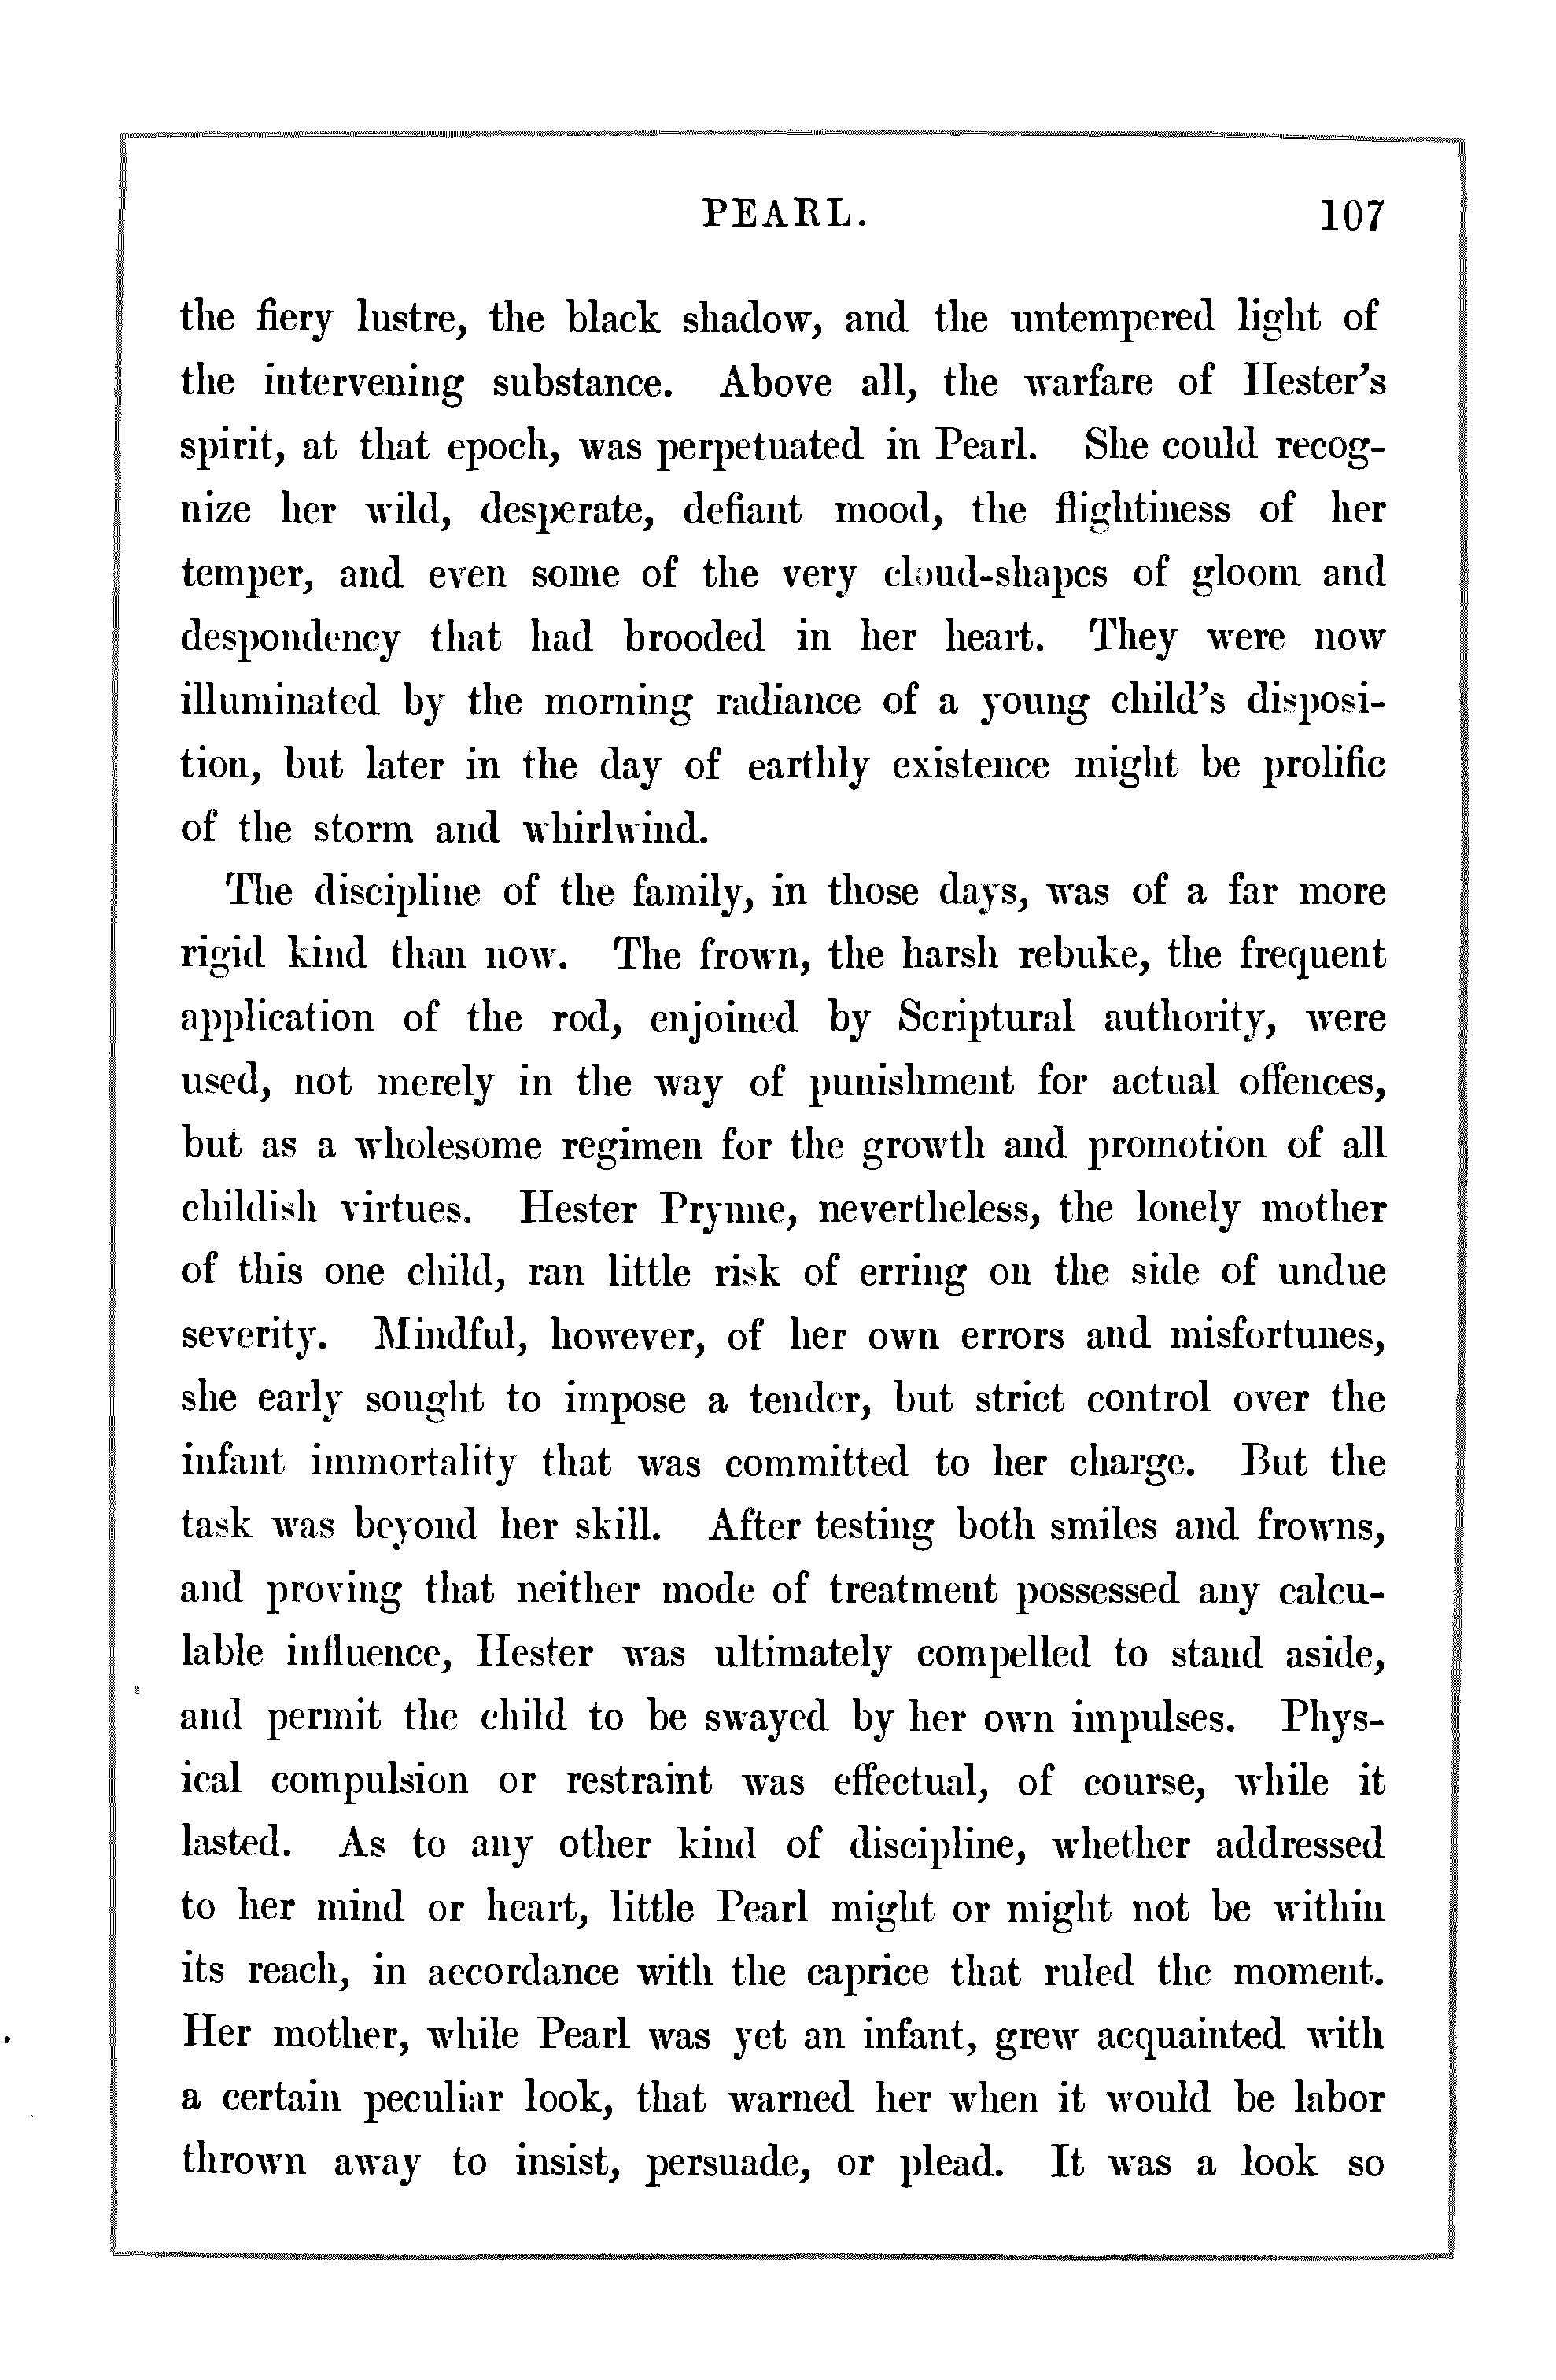 PEARL. 107
the fiery lustre, the black shadow, and the untempered light of
the intervening substance. Above all, the warfare of Hester's
spirit, at that epoch, was perpetuated in Pearl. She could recog-
nize her wild, desperate, defiant mood, the flightiness of her
temper, and even some of the very cloud-shapes of gloom and
despondency that had brooded in her heart. They were now
illuminated by the morning radiance of a young child's disposi-
tion, but later in the day of earthly existence might be prolific
of the storm and whirlwind.
The discipline of the family, in those days, was of a far more
rigid kind than now. The frown, the harsh rebuke, the frequent
application of the rod, enjoined by Scriptural authority, were
used, not merely in the way of punishment for actual offences,
but as a wholesome regimen for the growth and promotion of all
childish virtues. Hester Prynne, nevertheless, the lonely mother
of this one child, ran little risk of erring on the side of undue
severity. Mindful, however, of her own errors and misfortunes,
she early sought to impose a tender, but strict control over the
infant immortality that was committed to her charge. But the
task was beyond her skill. After testing both smiles and frowns,
and proving that neither mode of treatment possessed any calcu-
lable influence, Hester was ultimately compelled to stand aside,
and permit the child to be swayed by her own impulses. Phys-
ical compulsion or restraint was effectual, of course, while it
lasted. As to any other kind of discipline, whether addressed
to her mind or heart, little Pearl might or might not be within
its reach, in accordance with the caprice that ruled the moment.
Her mother, while Pearl was yet an infant, grew acquainted with
a certain peculiar look, that warned her when it would be labor
thrown away to insist, persuade, or plead. It was a look so